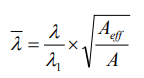 λ̅ = λ/λ₁ × √(A_eff/A)